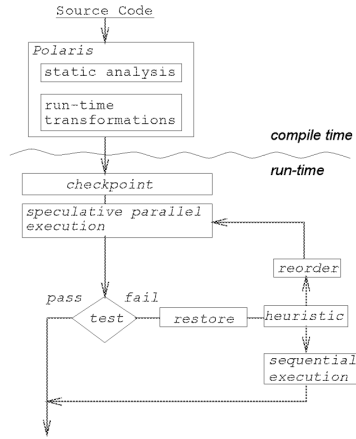 Source Code
Polaris
static analysis
run-time
transformations
compile time
run-time
checkpoint
speculative parallel
execution
reorder
pass
fail
test
restore
heuristic
sequential
execution